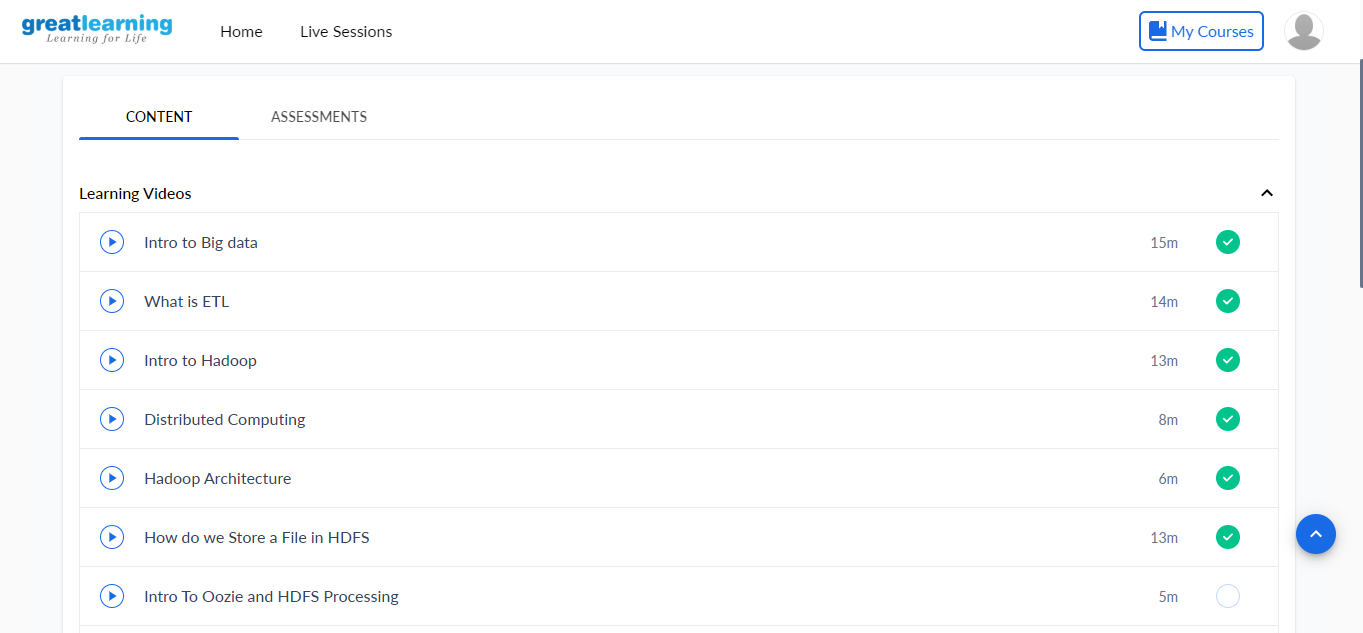 greatlearning
Learning for Life
Home
Live Sessions
My Courses
CONTENT
ASSESSMENTS
Learning Videos
Intro to Big data
15m
What is ETL
14m
Intro to Hadoop
13m
Distributed Computing
8m
Hadoop Architecture
6m
How do we Store a File in HDFS
13m
Intro To Oozie and HDFS Processing
5m